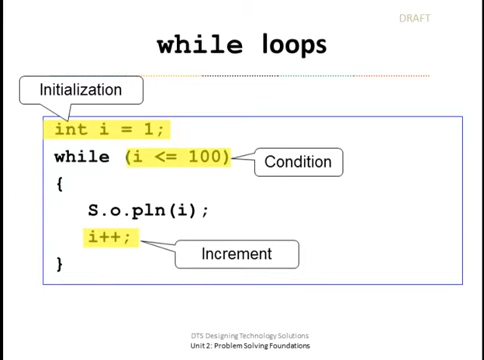 DRAFT
while loops
Initialization
int i = 1;
while (i <= 100)
Condition
{
S.o.pln(i);
i++;
Increment
}
DTS Designing Technology Solutions
Unit 2: Problem Solving Foundations